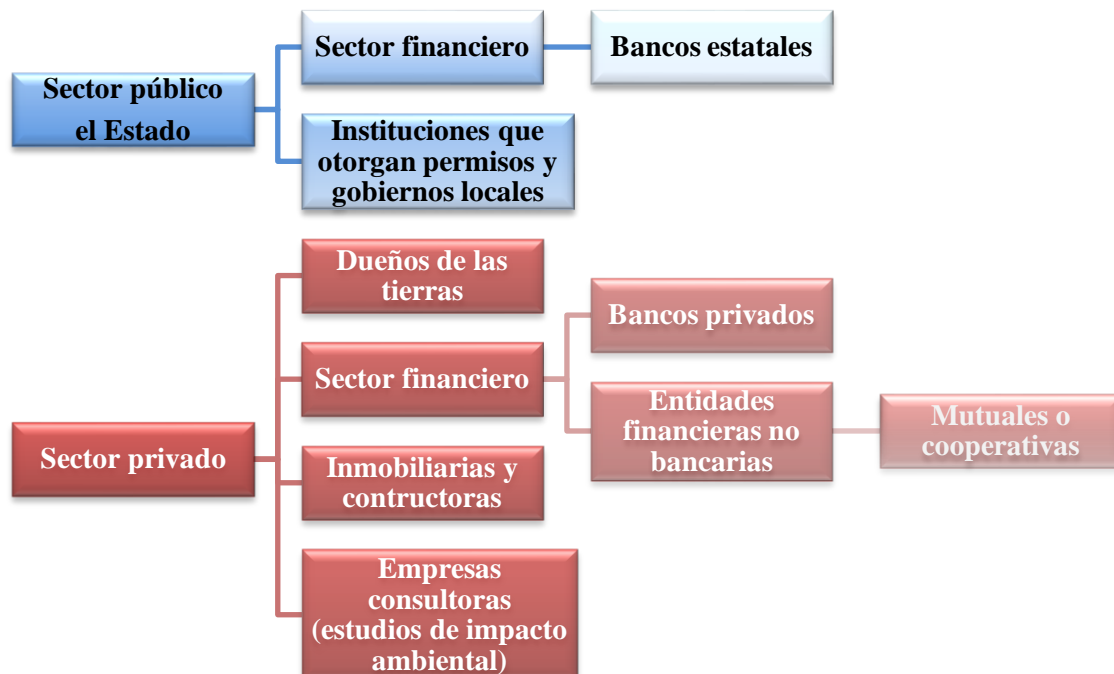 Sector público
el Estado
Sector financiero
Bancos estatales
Instituciones que
otorgan permisos y
gobiernos locales
Sector privado
Dueños de las
tierras
Sector financiero
Bancos privados
Entidades
financieras no
bancarias
Mutuales o
cooperativas
Inmobiliarias y
contructoras
Empresas
consultoras
(estudios de impacto
ambiental)